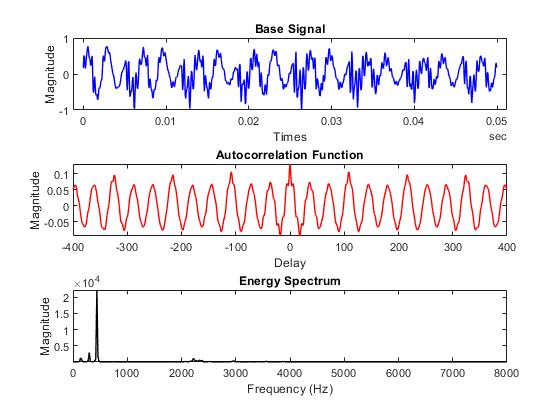 Base Signal
1
0
-1
Magnitude
0 0.01 0.02 0.03 0.04 0.05
Times
sec
Autocorrelation Function
0.1
0.05
0
-0.05
Magnitude
-400 -300 -200 -100 0 100 200 300 400
Delay
Energy Spectrum
×10^4
2
1.5
1
0.5
Magnitude
0 1000 2000 3000 4000 5000 6000 7000 8000
Frequency (Hz)